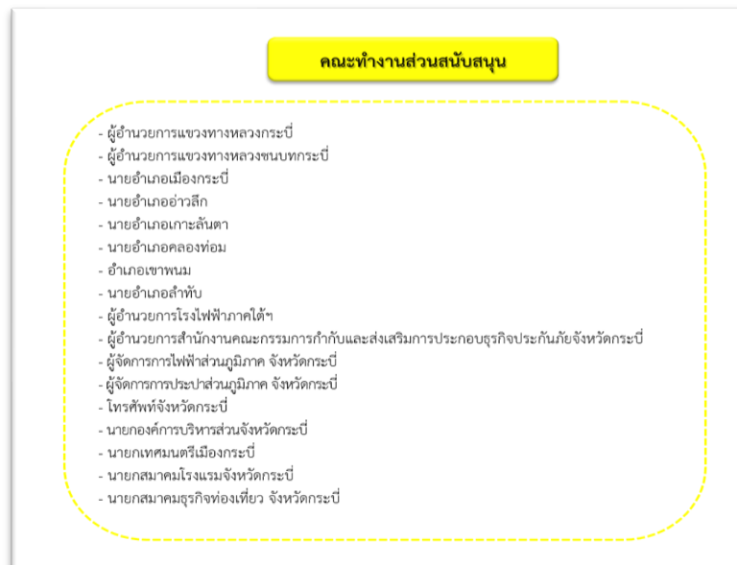 คณะทำงานส่วนสนับสนุน
- ผู้อำนวยการแขวงทางหลวงกระบี่
- ผู้อำนวยการแขวงทางหลวงชนบทกระบี่
- นายอำเภอเมืองกระบี่
- นายอำเภออ่าวลึก
- นายอำเภอเกาะลันตา
- นายอำเภอคลองท่อม
- อำเภอเขาพนม
- นายอำเภอลำทับ
- ผู้อำนวยการโรงไฟฟ้าภาคใต้ฯ
- ผู้อำนวยการสำนักงานคณะกรรมการกำกับและส่งเสริมการประกอบธุรกิจประกันภัยจังหวัดกระบี่
- ผู้จัดการการไฟฟ้าส่วนภูมิภาค จังหวัดกระบี่
- ผู้จัดการการประปาส่วนภูมิภาค จังหวัดกระบี่
- โทรศัพท์จังหวัดกระบี่
- นายกองค์การบริหารส่วนจังหวัดกระบี่
- นายกเทศมนตรีเมืองกระบี่
- นายกสมาคมโรงแรมจังหวัดกระบี่
- นายกสมาคมธุรกิจท่องเที่ยว จังหวัดกระบี่